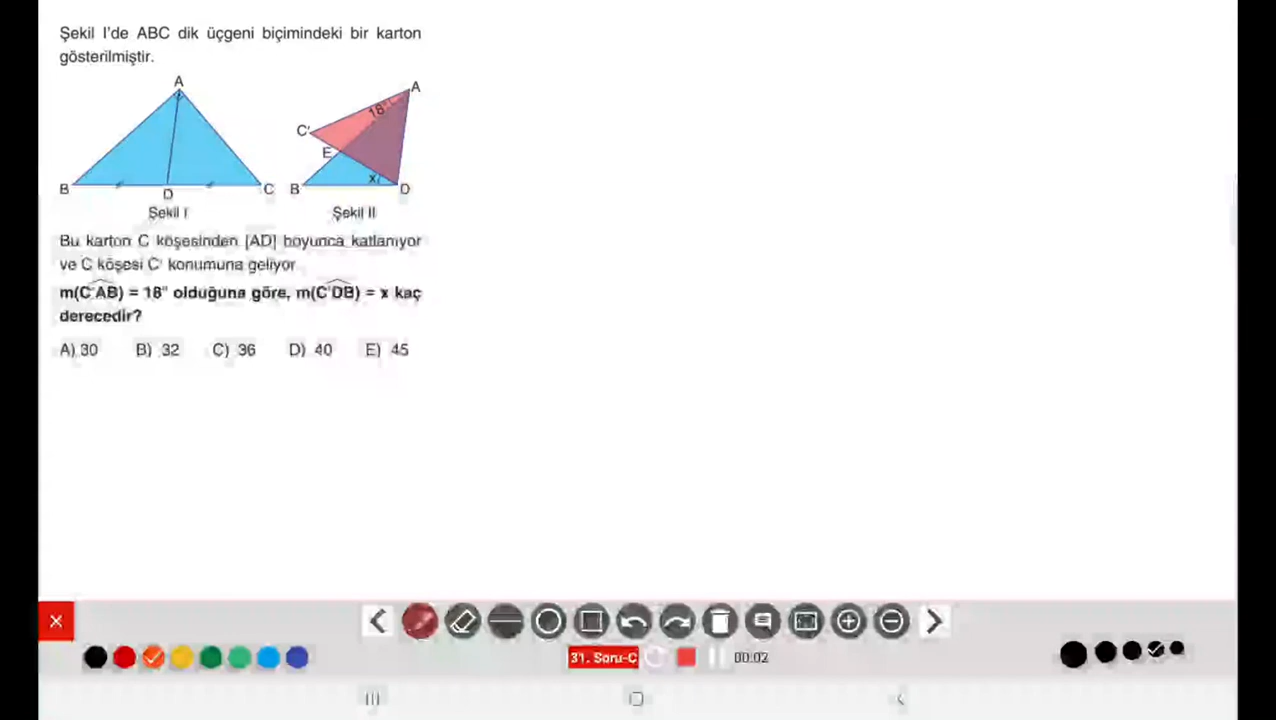 Şekil I'de ABC dik üçgeni biçimindeki bir karton
gösterilmiştir.
A
B
D
C
Şekil I
A
18°
C'
E
B
x
D
Şekil II
Bu karton C köşesinden [AD] boyunca katlanıyor
ve C köşesi C' konumuna geliyor.
m(C'AB) = 18° olduğuna göre, m(C'DB) = x kaç
derecedir?
A) 30 B) 32 C) 36 D) 40 E) 45
31. Soru-C 00:02